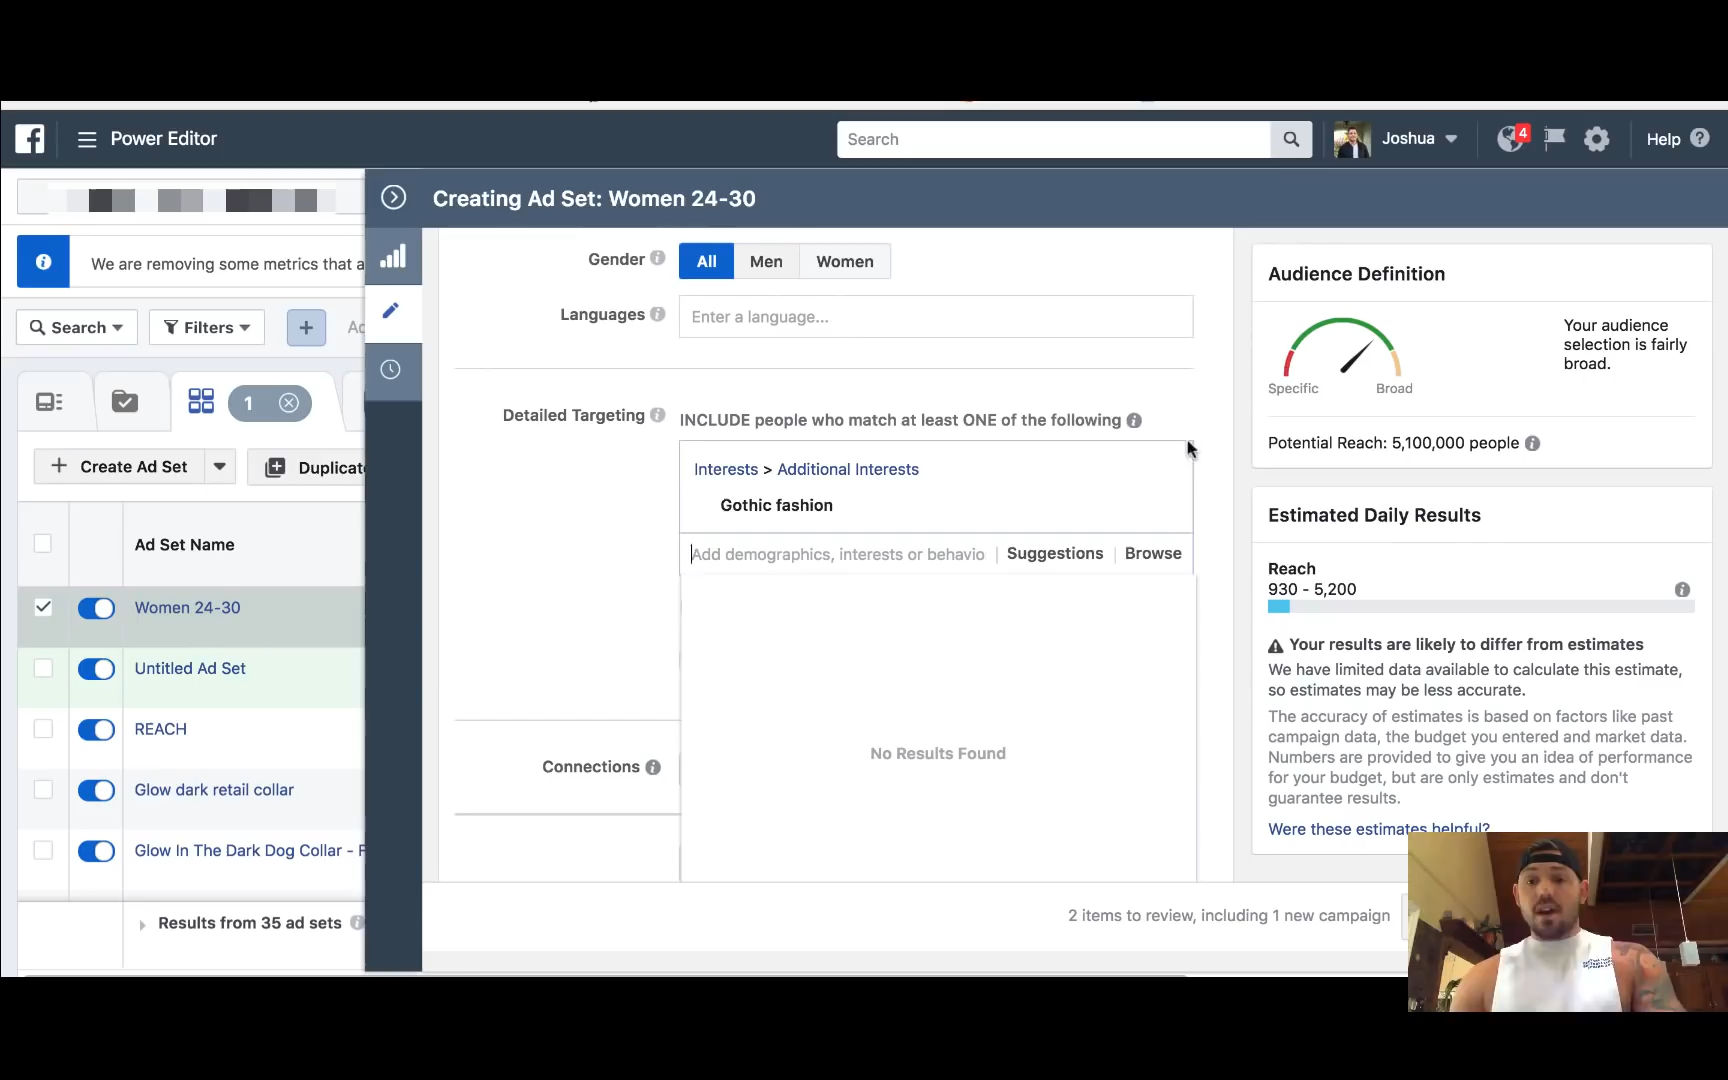 Power Editor
Search
Joshua
4
Help
Creating Ad Set: Women 24-30
We are removing some metrics that a
Search
Filters
Ad
1
Create Ad Set
Duplicat
Ad Set Name
Women 24-30
Untitled Ad Set
REACH
Glow dark retail collar
Glow In The Dark Dog Collar - F
Results from 35 ad sets
Gender
All
Men
Women
Languages
Enter a language...
Detailed Targeting
INCLUDE people who match at least ONE of the following
Interests > Additional Interests
Gothic fashion
Add demographics, interests or behavio
Suggestions
Browse
No Results Found
Connections
2 items to review, including 1 new campaign
Audience Definition
Your audience
selection is fairly
broad.
Specific
Broad
Potential Reach: 5,100,000 people
Estimated Daily Results
Reach
930 - 5,200
Your results are likely to differ from estimates
We have limited data available to calculate this estimate,
so estimates may be less accurate.
The accuracy of estimates is based on factors like past
campaign data, the budget you entered and market data.
Numbers are provided to give you an idea of performance
for your budget, but are only estimates and don't
guarantee results.
Were these estimates helpful?